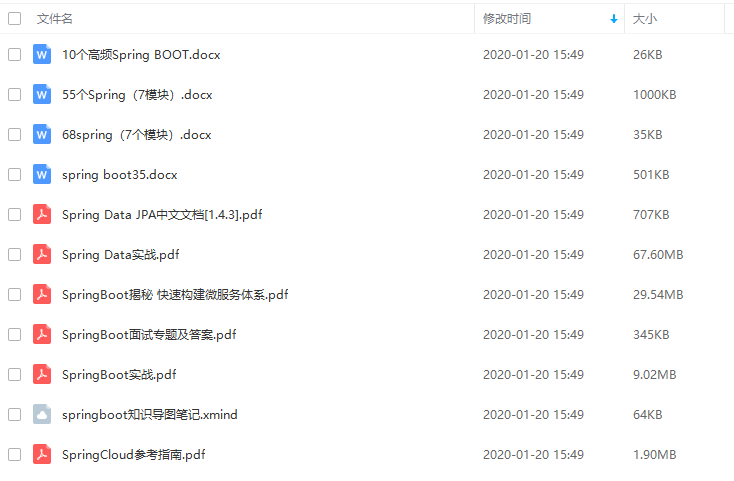 文件名 修改时间 大小
10个高频Spring BOOT.docx 2020-01-20 15:49 26KB
55个Spring（7模块）.docx 2020-01-20 15:49 1000KB
68spring（7个模块）.docx 2020-01-20 15:49 35KB
spring boot35.docx 2020-01-20 15:49 501KB
Spring Data JPA中文文档[1.4.3].pdf 2020-01-20 15:49 707KB
Spring Data实战.pdf 2020-01-20 15:49 67.60MB
SpringBoot揭秘 快速构建微服务体系.pdf 2020-01-20 15:49 29.54MB
SpringBoot面试专题及答案.pdf 2020-01-20 15:49 345KB
SpringBoot实战.pdf 2020-01-20 15:49 9.02MB
springboot知识导图笔记.xmind 2020-01-20 15:49 64KB
SpringCloud参考指南.pdf 2020-01-20 15:49 1.90MB